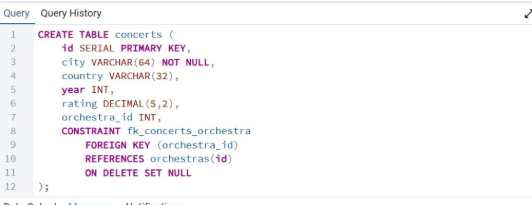 Query Query History
1 CREATE TABLE concerts (
2     id SERIAL PRIMARY KEY,
3     city VARCHAR(64) NOT NULL,
4     country VARCHAR(32),
5     year INT,
6     rating DECIMAL(5,2),
7     orchestra_id INT,
8     CONSTRAINT fk_concerts_orchestra
9         FOREIGN KEY (orchestra_id)
10         REFERENCES orchestras(id)
11         ON DELETE SET NULL
12 );